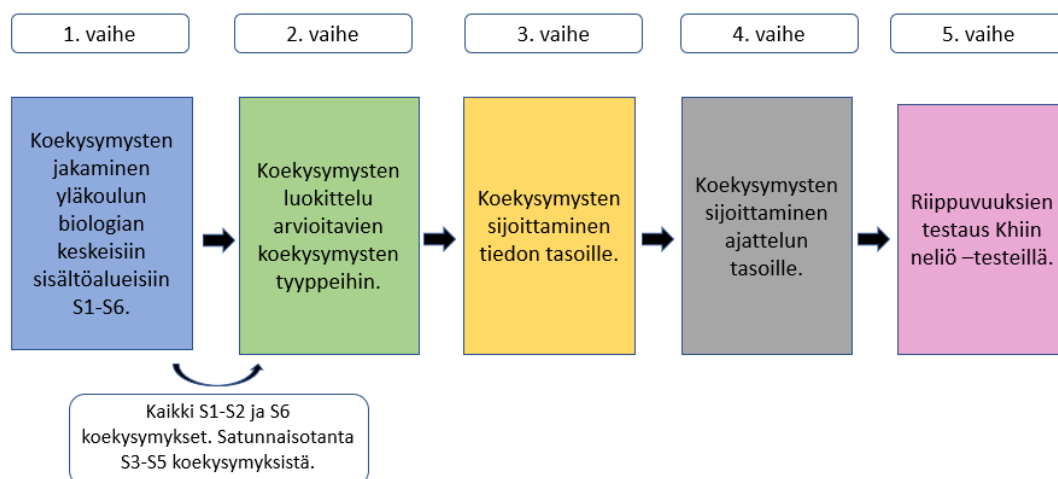 1. vaihe
2. vaihe
3. vaihe
4. vaihe
5. vaihe
Koekysymysten
jakaminen
yläkoulun
biologian
keskeisiin
sisältöalueisiin
S1-S6.
Koekysymysten
luokittelu
arvioitavien
koekysymysten
tyyppeihin.
Koekysymysten
sijoittaminen
tiedon tasoille.
Koekysymysten
sijoittaminen
ajattelun
tasoille.
Riippuvuuksien
testaus Khiin
neliö –testeillä.
Kaikki S1-S2 ja S6
koekysymykset. Satunnaisotanta
S3-S5 koekysymyksistä.